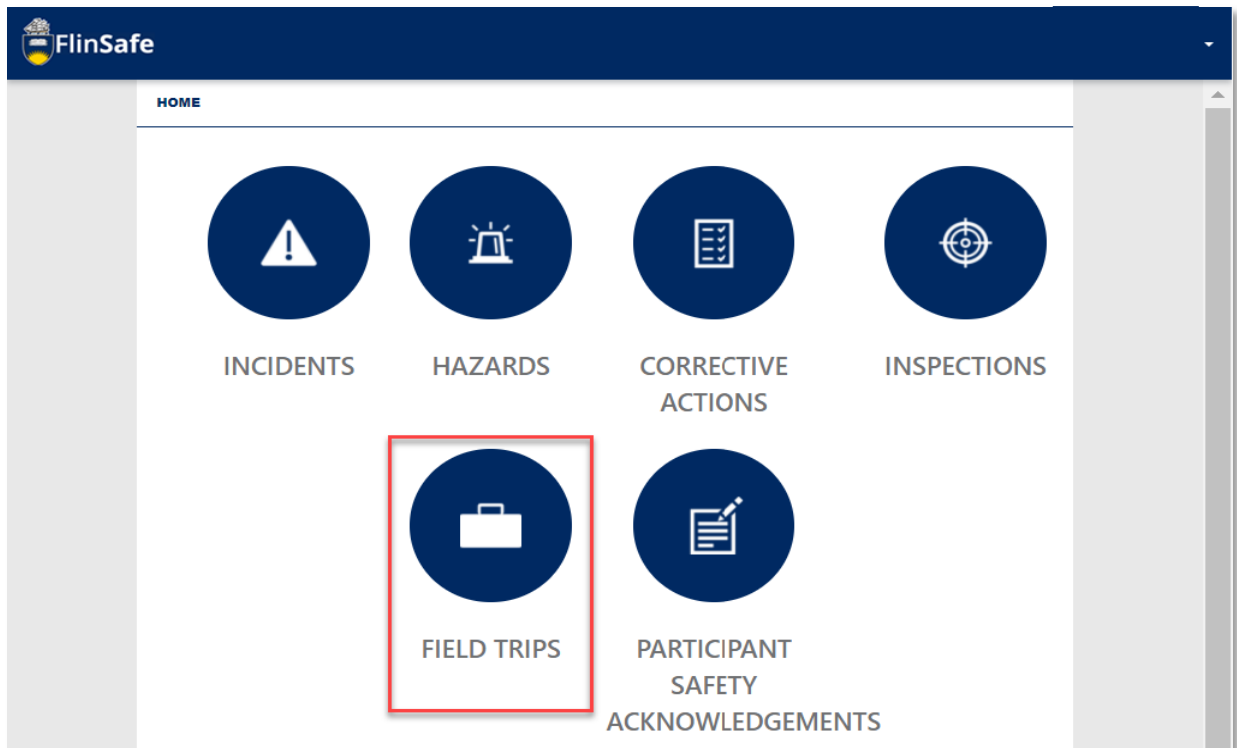 FlinSafe
HOME
INCIDENTS
HAZARDS
CORRECTIVE
ACTIONS
INSPECTIONS
FIELD TRIPS
PARTICIPANT
SAFETY
ACKNOWLEDGEMENTS